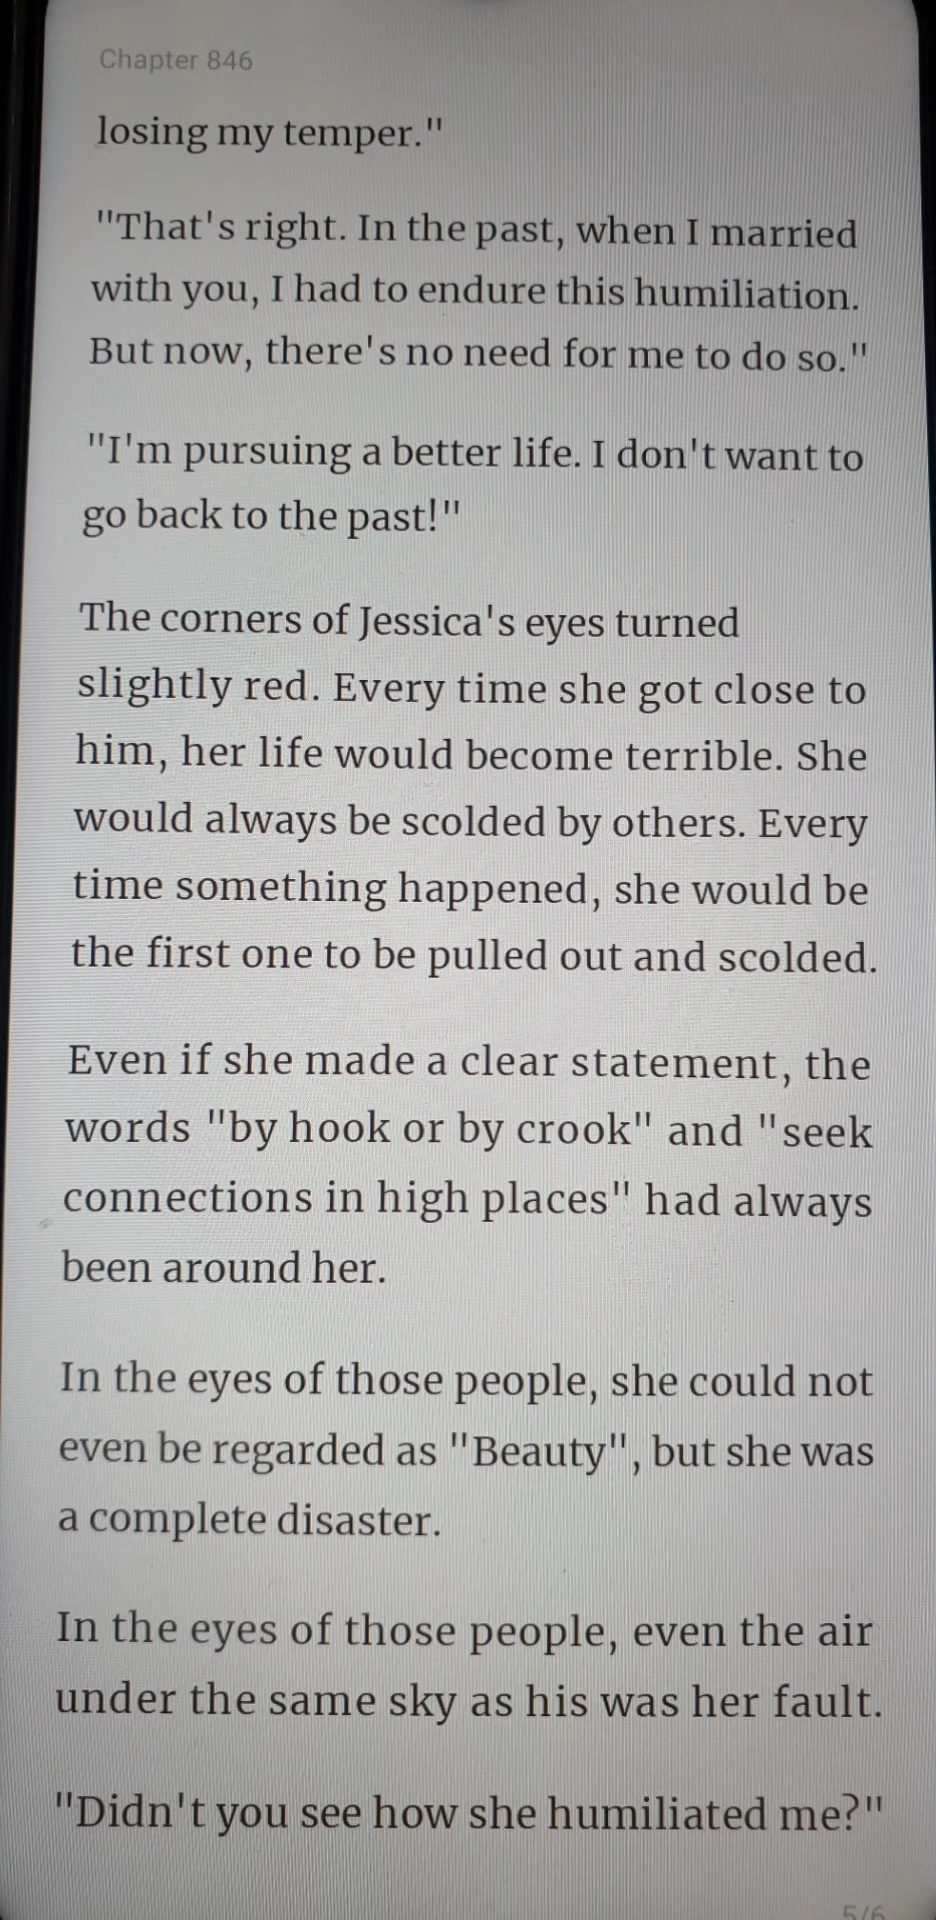 Chapter 846
losing my temper."
"That's right. In the past, when I married
with you, I had to endure this humiliation.
But now, there's no need for me to do so."
"I'm pursuing a better life. I don't want to
go back to the past!"
The corners of Jessica's eyes turned
slightly red. Every time she got close to
him, her life would become terrible. She
would always be scolded by others. Every
time something happened, she would be
the first one to be pulled out and scolded.
Even if she made a clear statement, the
words "by hook or by crook" and "seek
connections in high places" had always
been around her.
In the eyes of those people, she could not
even be regarded as "Beauty", but she was
a complete disaster.
In the eyes of those people, even the air
under the same sky as his was her fault.
"Didn't you see how she humiliated me?"
5/6